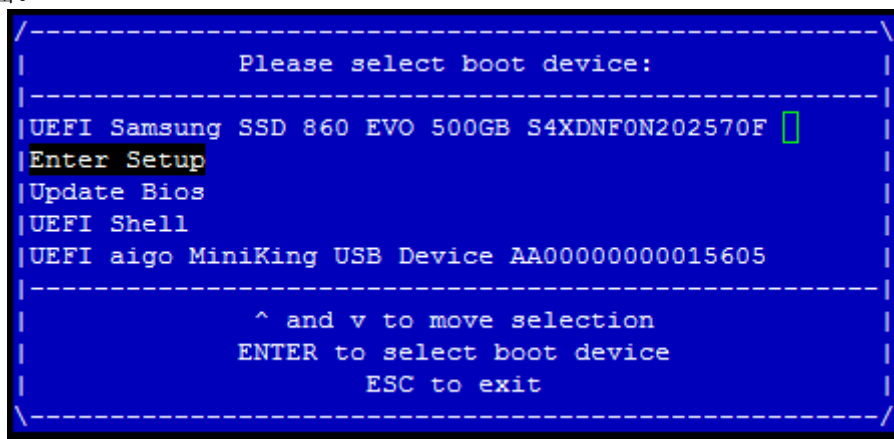 /-----------------------------------------------------\
Please select boot device:
|-----------------------------------------------------|
|UEFI Samsung SSD 860 EVO 500GB S4XDNF0N202570F
|Enter Setup
|Update Bios
|UEFI Shell
|UEFI aigo MiniKing USB Device AA00000000015605
|-----------------------------------------------------|
^ and v to move selection
ENTER to select boot device
ESC to exit
\-----------------------------------------------------/